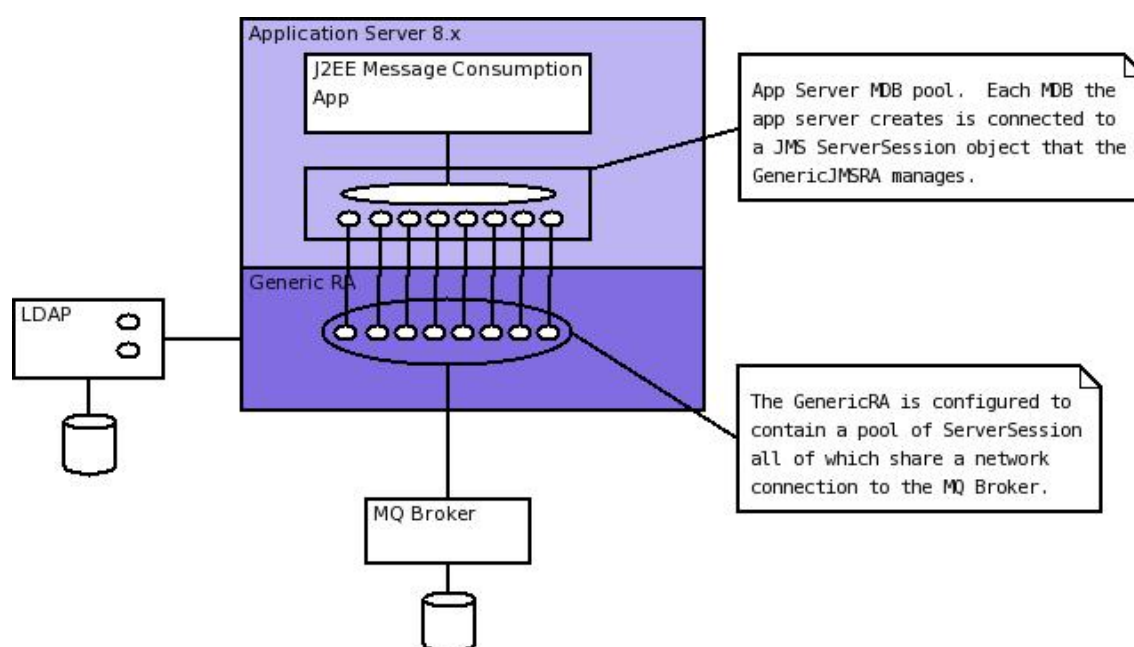 Application Server 8.x
J2EE Message Consumption
App
App Server MDB pool.  Each MDB the
app server creates is connected to
a JMS ServerSession object that the
GenericJMSRA manages.
Generic RA
LDAP
The GenericRA is configured to
contain a pool of ServerSession
all of which share a network
connection to the MQ Broker.
MQ Broker